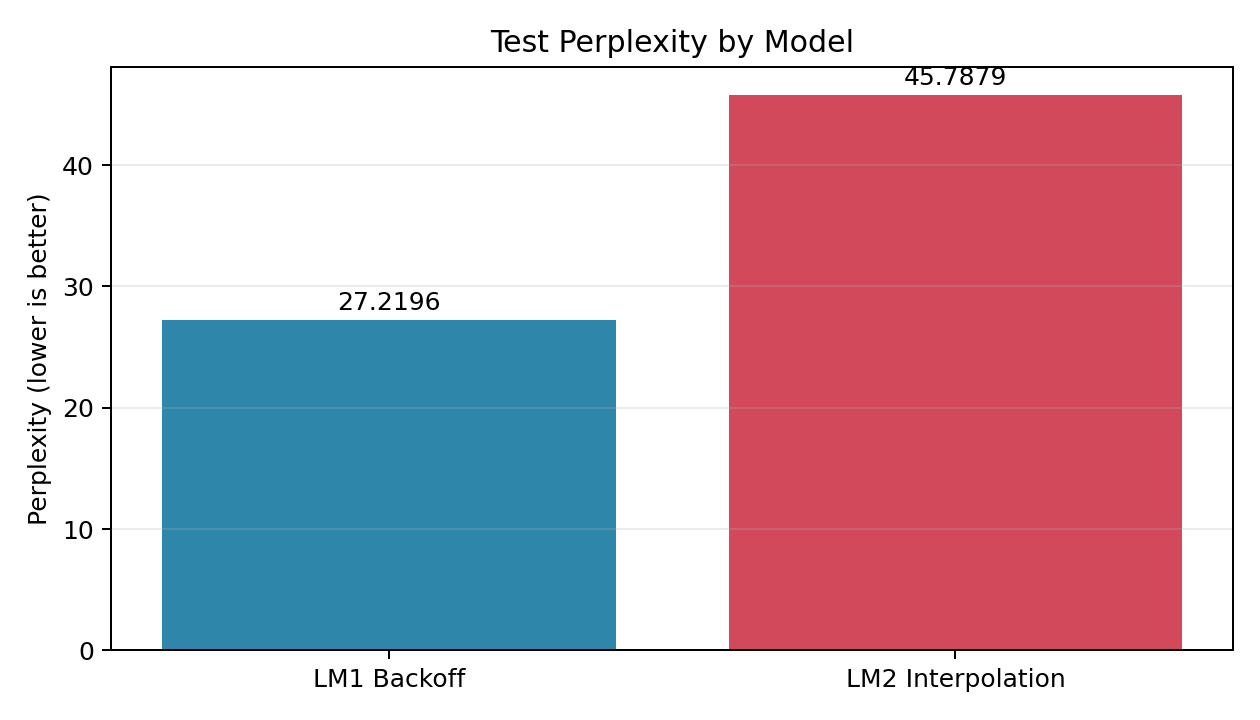 Test Perplexity by Model
Perplexity (lower is better)
40
30
20
10
0
27.2196
45.7879
LM1 Backoff
LM2 Interpolation